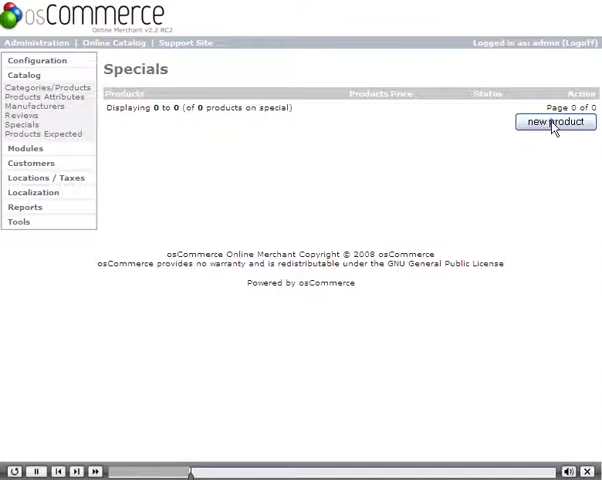 osCommerce
Online Merchant v2.2 RC2
Administration | Online Catalog | Support Site
Logged in as: admin (Logoff)
Configuration
Catalog
Categories/Products
Products Attributes
Manufacturers
Reviews
Specials
Products Expected
Modules
Customers
Locations / Taxes
Localization
Reports
Tools
Specials
Products Products Price Status Action
Displaying 0 to 0 (of 0 products on special) Page 0 of 0
new product
osCommerce Online Merchant Copyright © 2008 osCommerce
osCommerce provides no warranty and is redistributable under the GNU General Public License
Powered by osCommerce